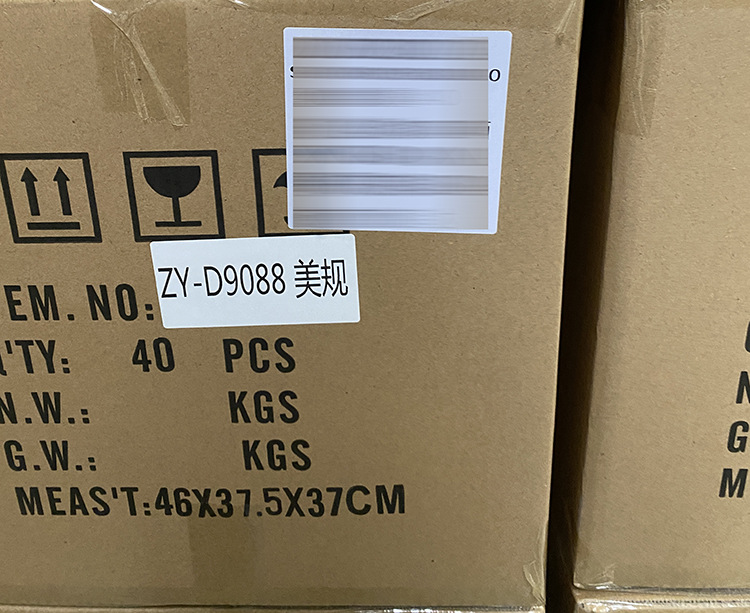 ZY-D9088 美规
EM. NO:
Q'TY: 40 PCS
N.W.: KGS
G.W.: KGS
MEAS'T:46X37.5X37CM
N
G
M